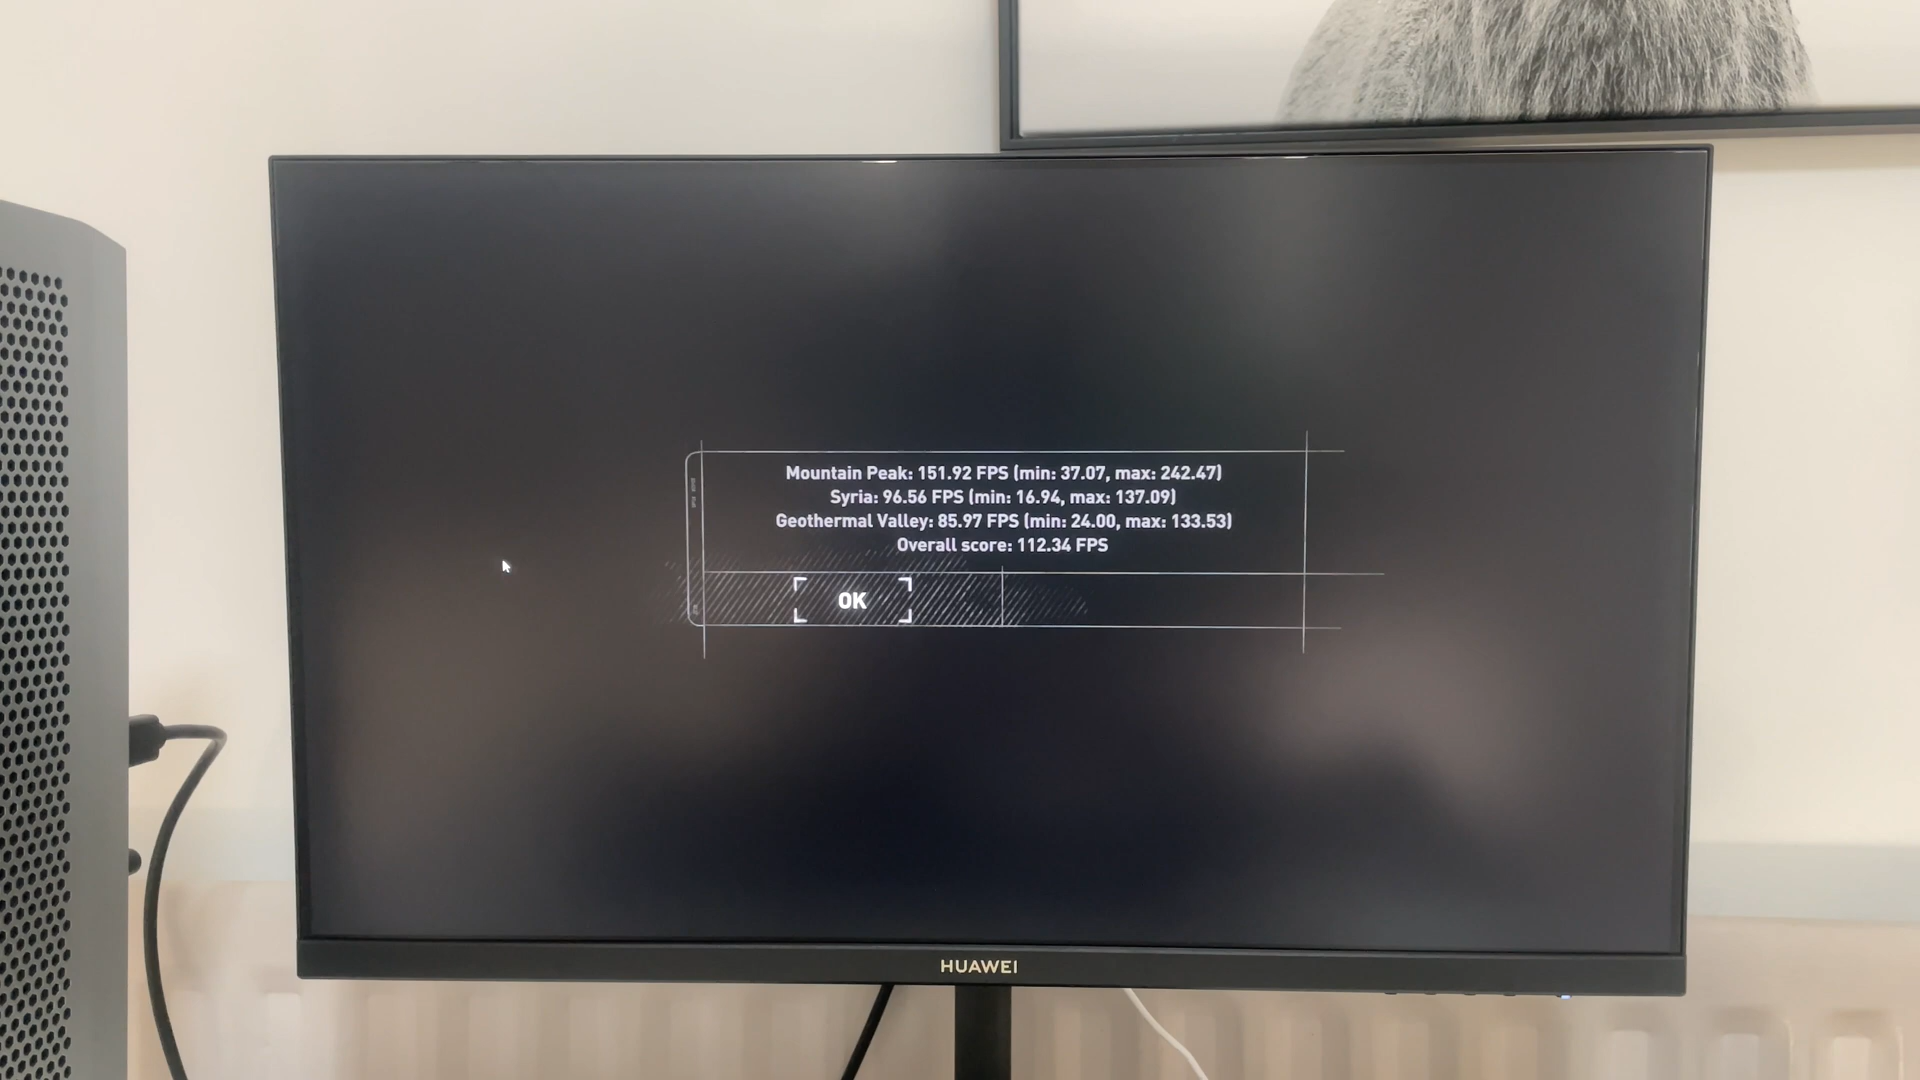 Mountain Peak: 151.92 FPS (min: 37.07, max: 242.47)
Syria: 96.56 FPS (min: 16.94, max: 137.09)
Geothermal Valley: 85.97 FPS (min: 24.00, max: 133.53)
Overall score: 112.34 FPS
OK
HUAWEI